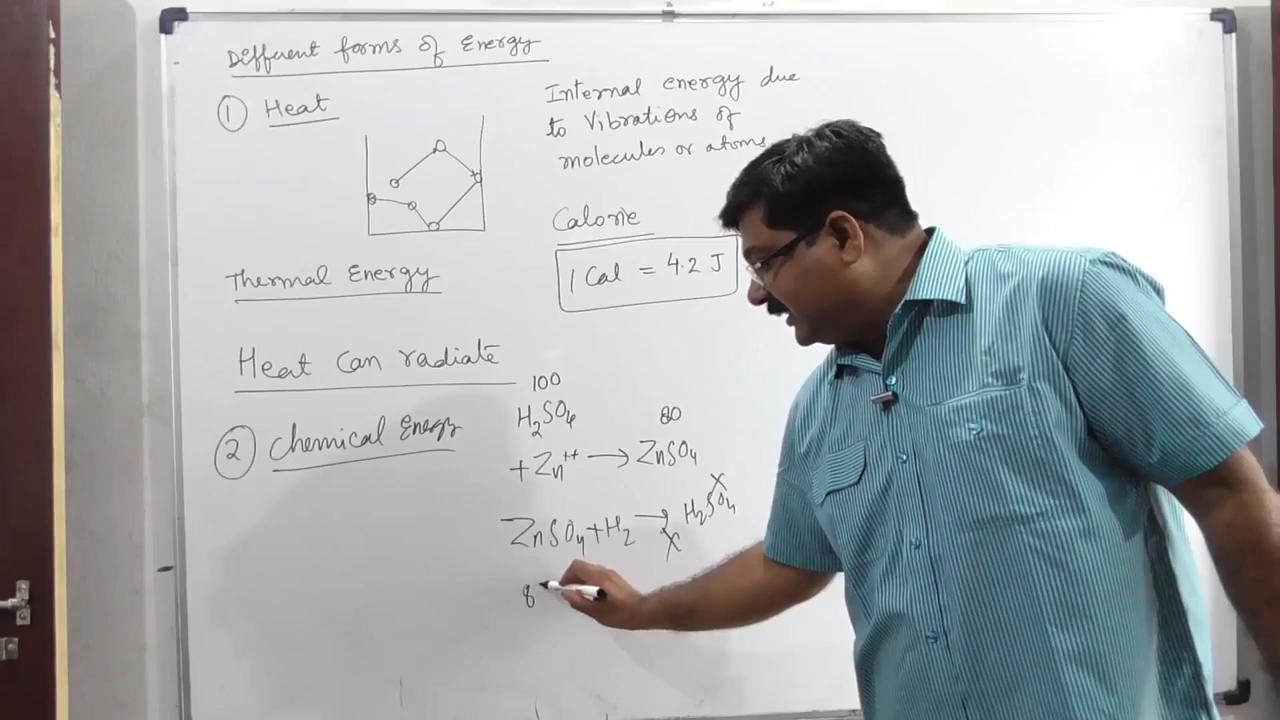 Different forms of Energy
① Heat
Internal energy due
to Vibrations of
molecules or atoms
Calorie
1 Cal = 4.2 J
Thermal Energy
Heat Can radiate
② Chemical Energy
100
H₂SO₄ 80
+ Zn⁺⁺ → ZnSO₄
X
ZnSO₄ + H₂ → H₂SO₄
X
8